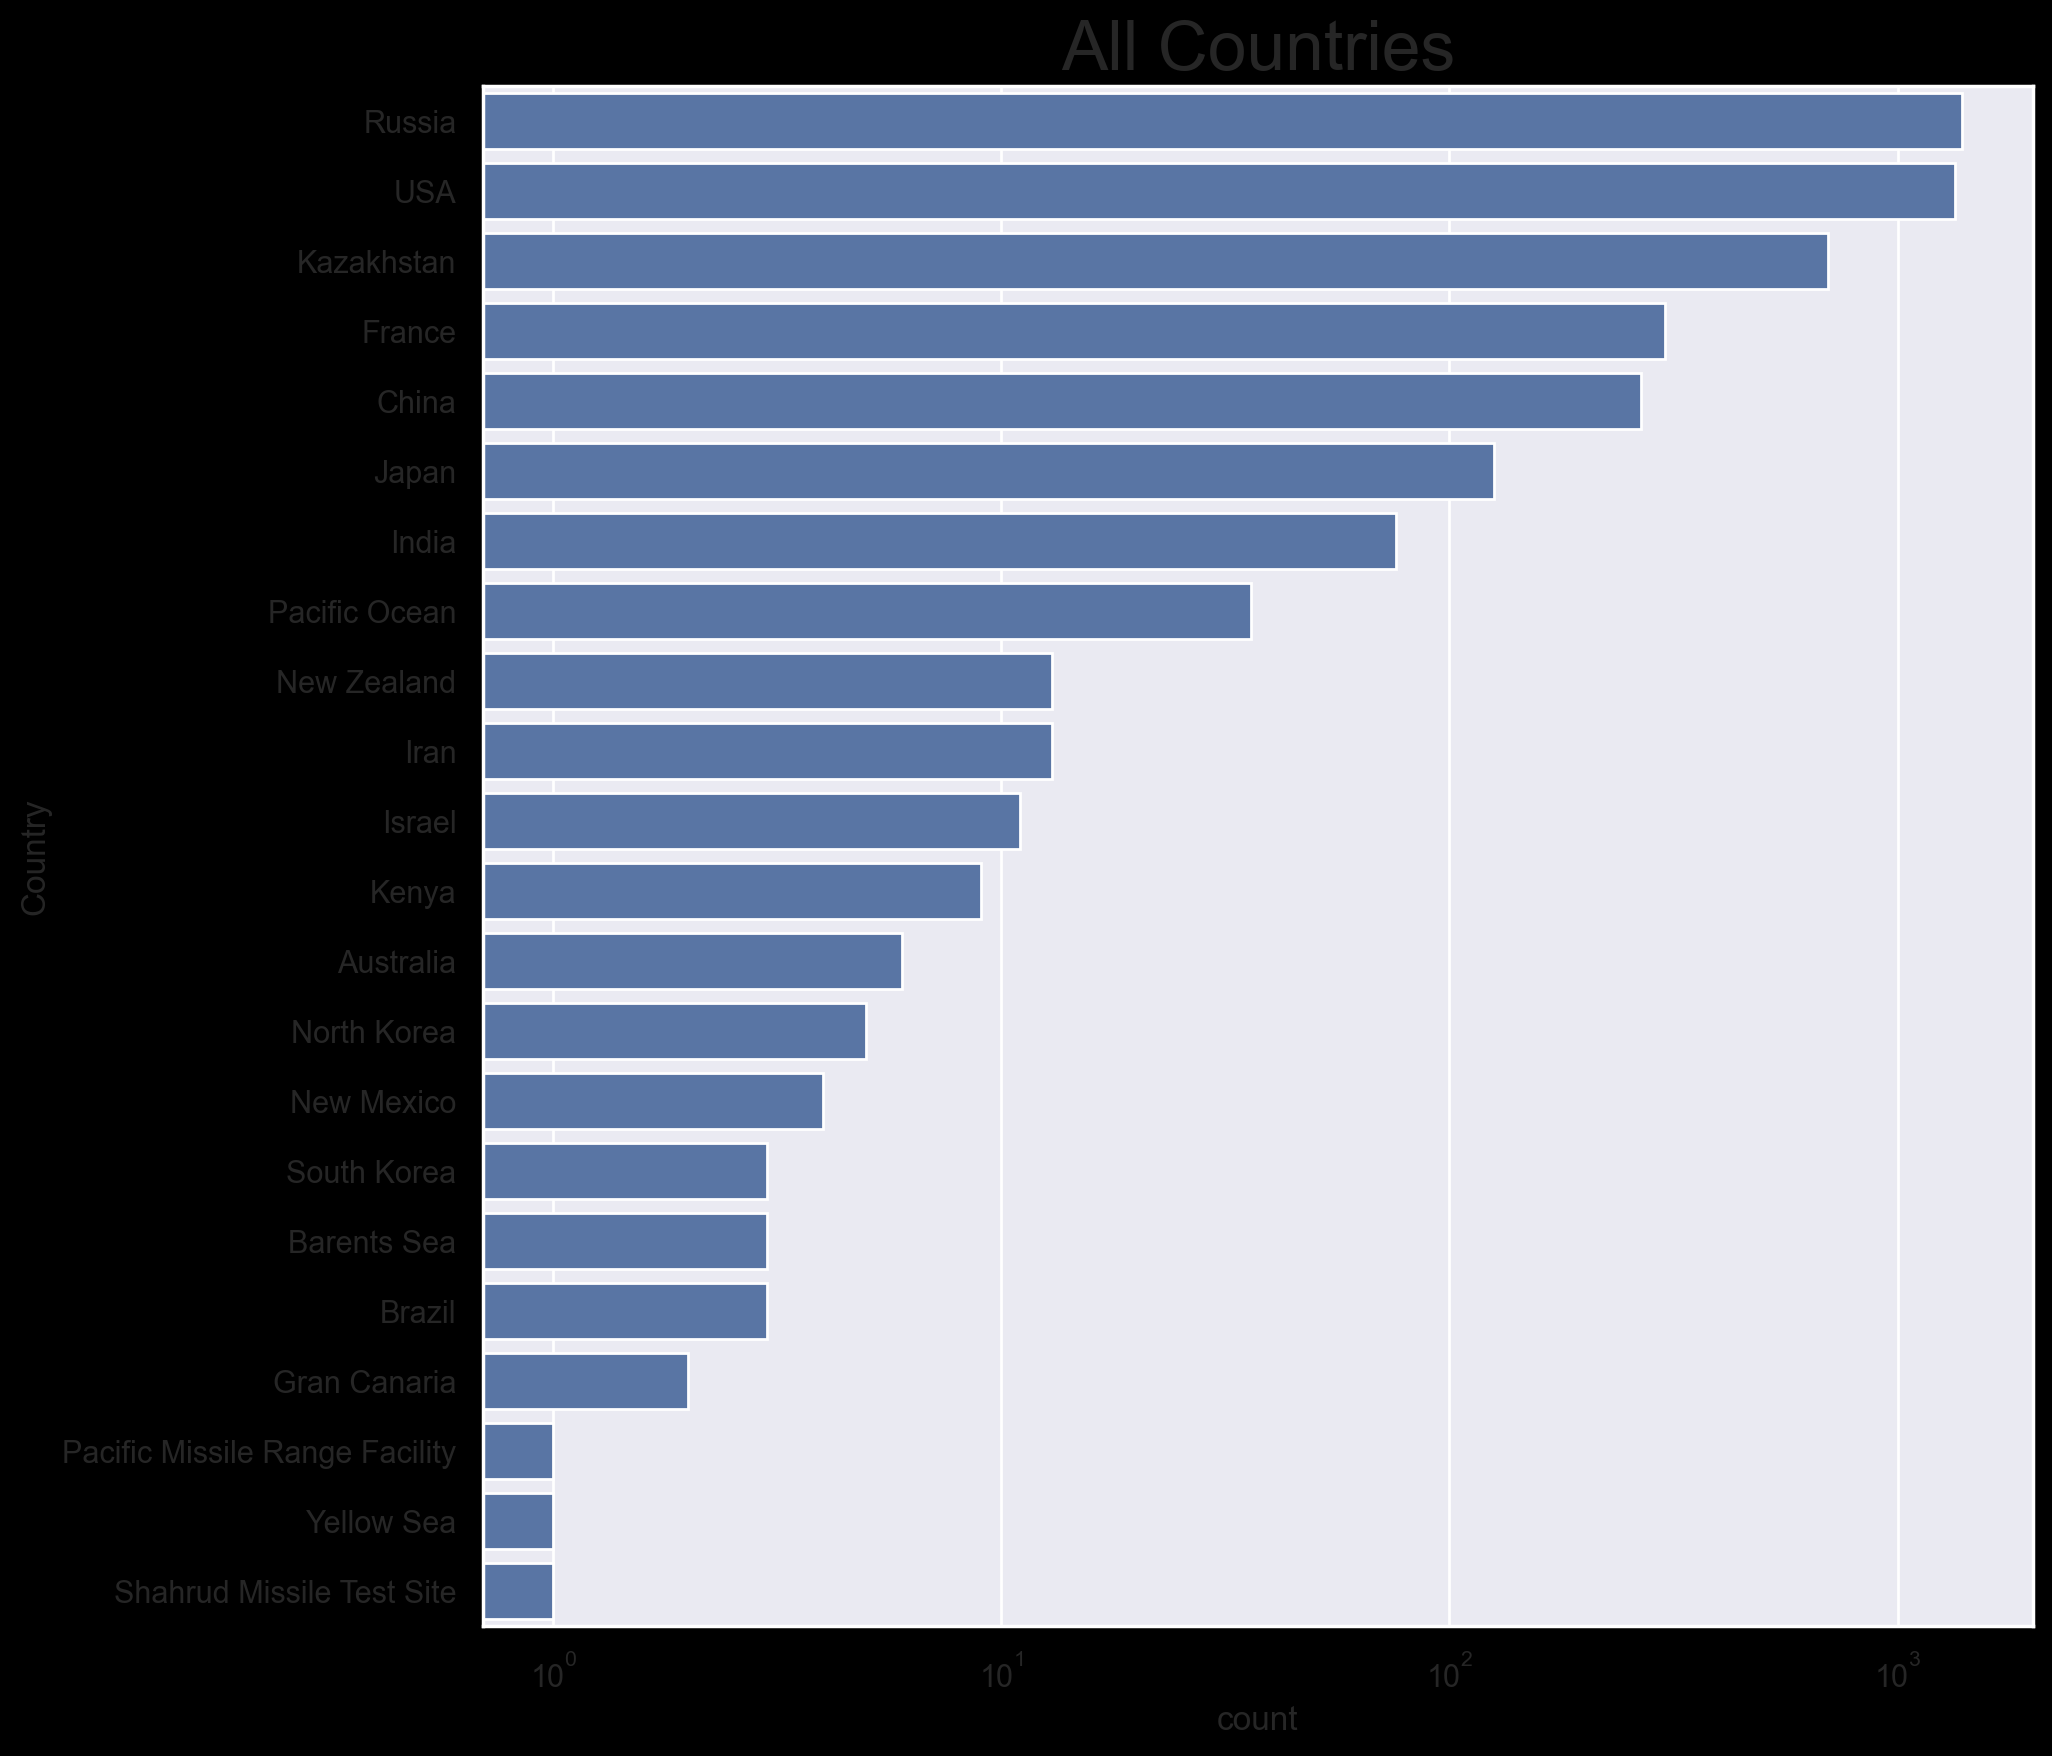 All Countries
Russia
USA
Kazakhstan
France
China
Japan
India
Pacific Ocean
New Zealand
Iran
Israel
Kenya
Australia
North Korea
New Mexico
South Korea
Barents Sea
Brazil
Gran Canaria
Pacific Missile Range Facility
Yellow Sea
Shahrud Missile Test Site
Country
10⁰ 10¹ 10² 10³
count